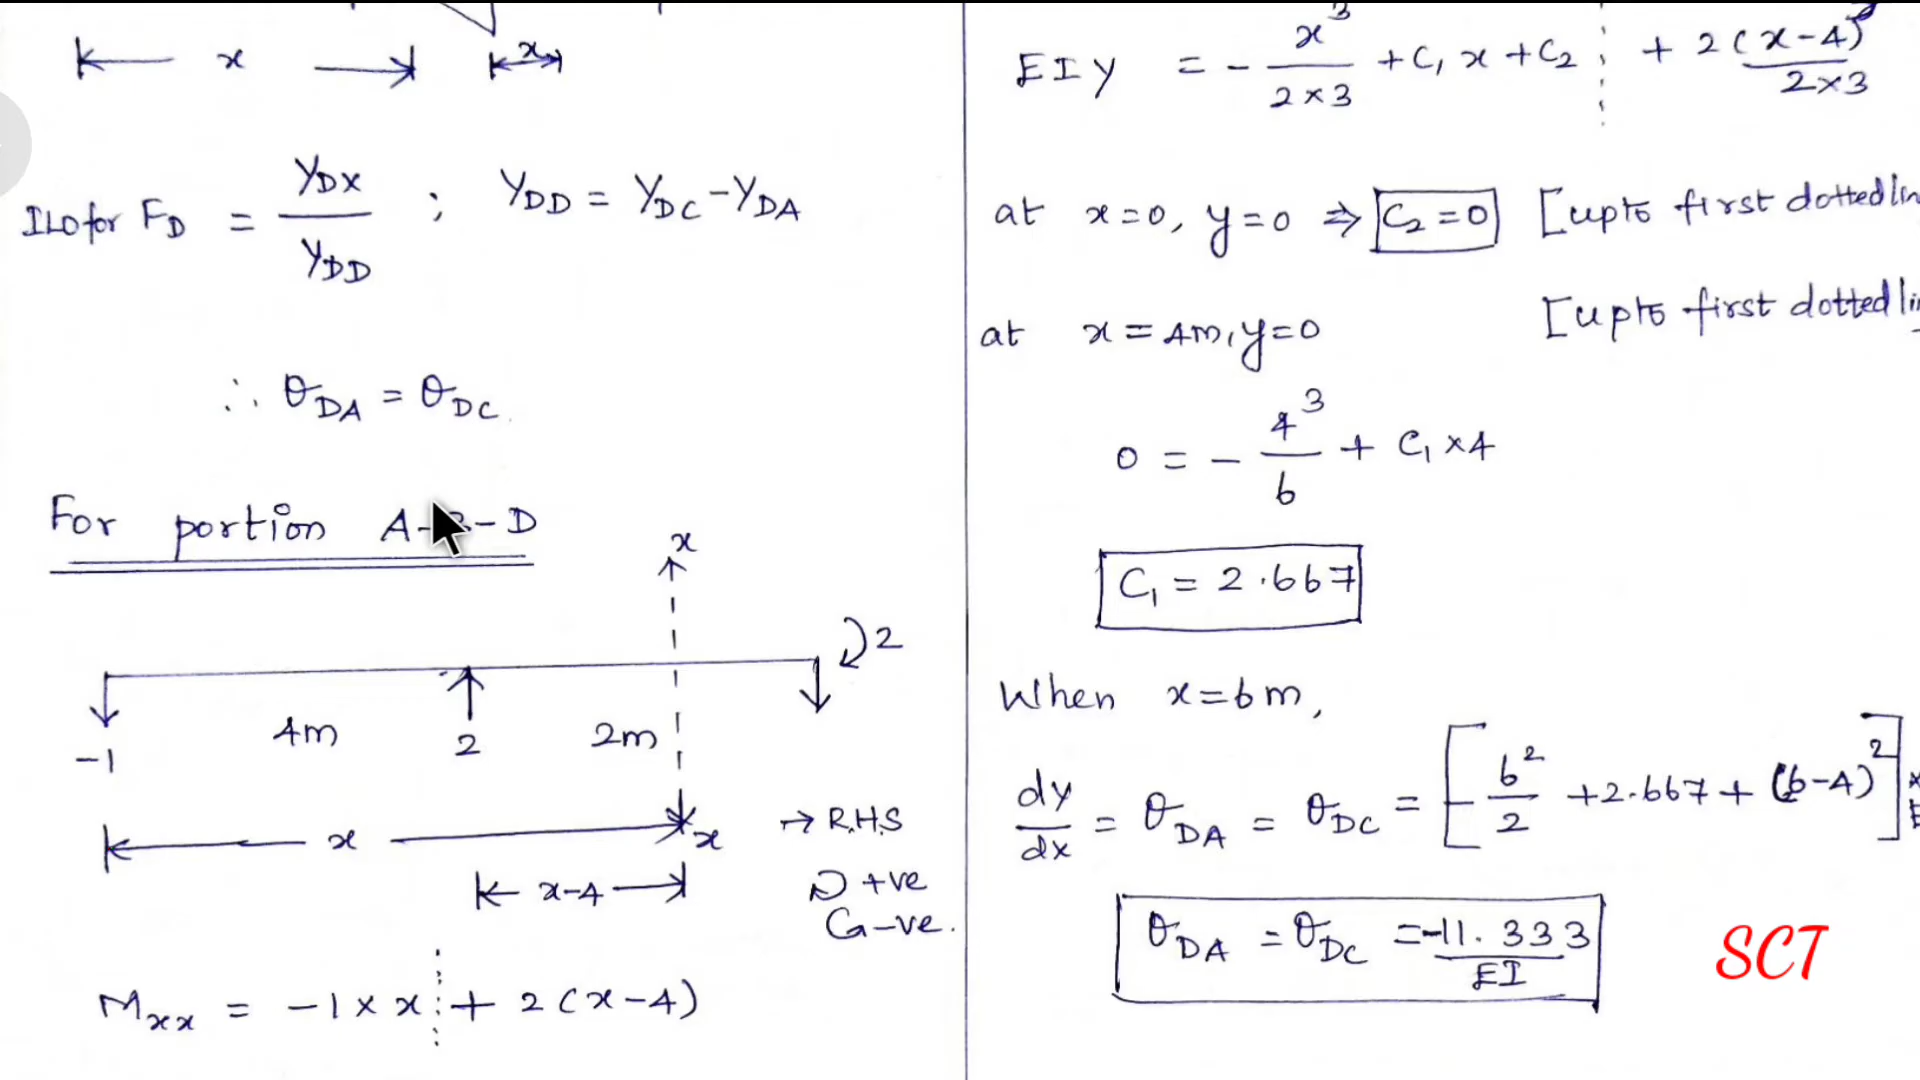 x
x
ILD for F_D = Y_DX / Y_DD ; Y_DD = Y_DC - Y_DA
∴ θ_DA = θ_DC
For portion A-B-D
x
2
-1
4m
2
2m
x
x
→ R.H.S
x-4
+ve
-ve.
M_xx = -1 × x ⋮ + 2(x-4)
EIY = - x³/(2×3) + C₁ x + C₂ ⋮ + 2(x-4)³/(2×3)
at x=0, y=0 ⇒ C₂ = 0 [upto first dotted
at x = 4m, y=0 [upto first dotted
0 = - 4³/6 + C₁ × 4
C₁ = 2.667
When x = 6m,
dy/dx = θ_DA = θ_DC = [- 6²/2 + 2.667 + (6-4)²]
θ_DA = θ_DC = -11.333/EI
SCT